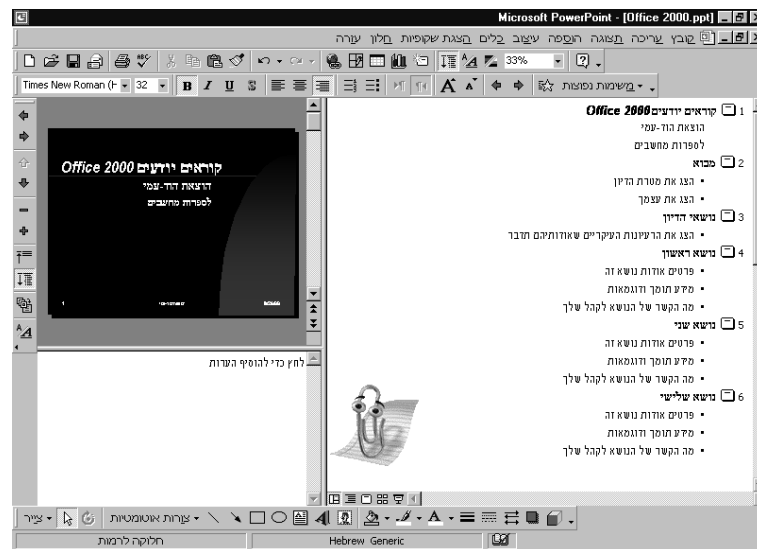 Microsoft PowerPoint - [Office 2000.ppt]
קובץ עריכה תצוגה הוספה עיצוב כלים הצגת שקופיות חלון עזרה
33%
Times New Roman (H 32 B I U S משימות נפוצות
1 קוראים יודעים Office 2000
הוצאת הוד-עמי
לספרות מחשבים
2 מבוא
▪ הצג את מטרת הדיון
▪ הצג את עצמך
3 נושאי הדיון
▪ הצג את הרעיונות העיקריים שאודותיהם תדבר
4 נושא ראשון
▪ פרטים אודות נושא זה
▪ מידע תומך ודוגמאות
▪ מה הקשר של הנושא לקהל שלך
5 נושא שני
▪ פרטים אודות נושא זה
▪ מידע תומך ודוגמאות
▪ מה הקשר של הנושא לקהל שלך
6 נושא שלישי
▪ פרטים אודות נושא זה
▪ מידע תומך ודוגמאות
▪ מה הקשר של הנושא לקהל שלך
קוראים יודעים Office 2000
הוצאת הוד-עמי
לספרות מחשבים
1
לחץ כדי להוסיף הערות
צייר צורות אוטומטיות
חלוקה לרמות Hebrew Generic